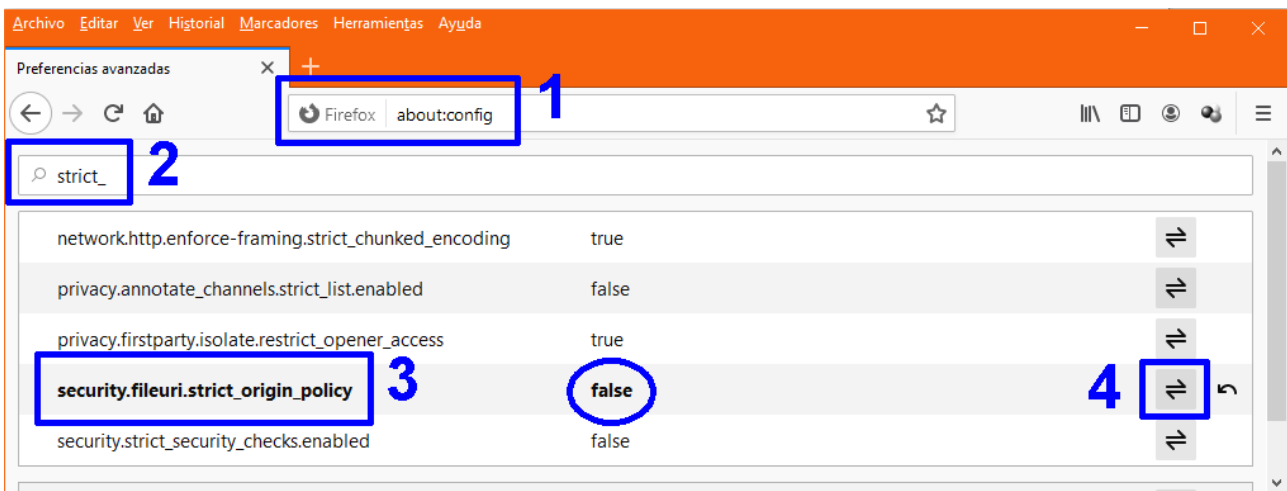 Archivo Editar Ver Historial Marcadores Herramientas Ayuda
Preferencias avanzadas
1
Firefox about:config
2
strict_
network.http.enforce-framing.strict_chunked_encoding true
privacy.annotate_channels.strict_list.enabled false
privacy.firstparty.isolate.restrict_opener_access true
3
security.fileuri.strict_origin_policy false
4
security.strict_security_checks.enabled false